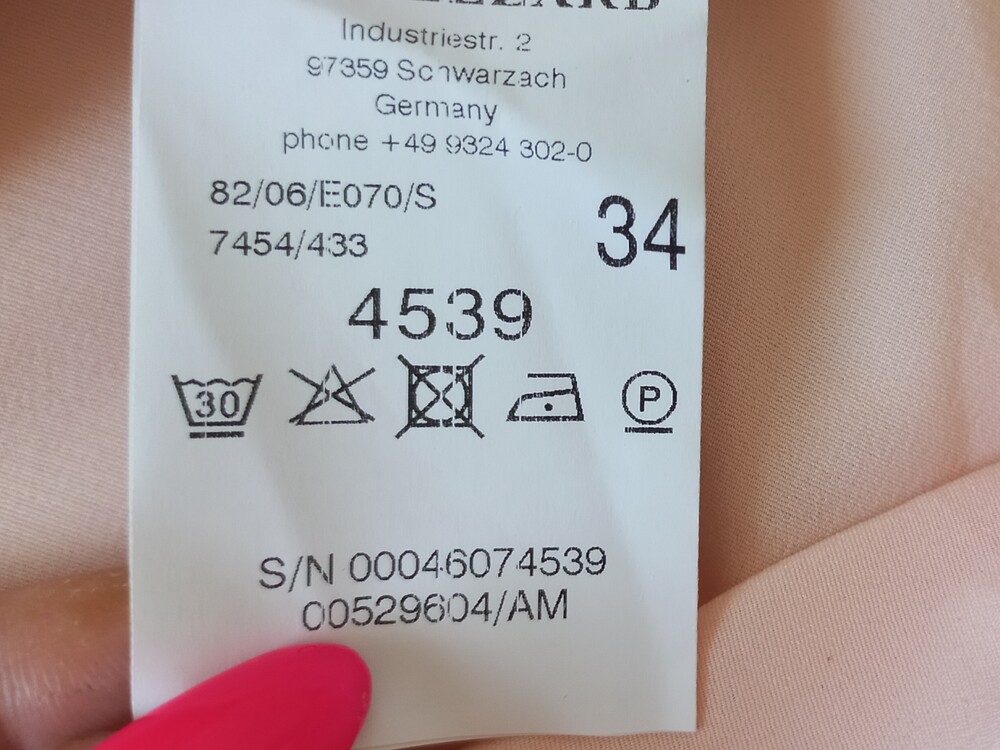 Industriestr. 2
97359 Schwarzach
Germany
phone +49 9324 302-0
82/06/E070/S
34
7454/433
4539
30
P
S/N 00046074539
00529604/AM